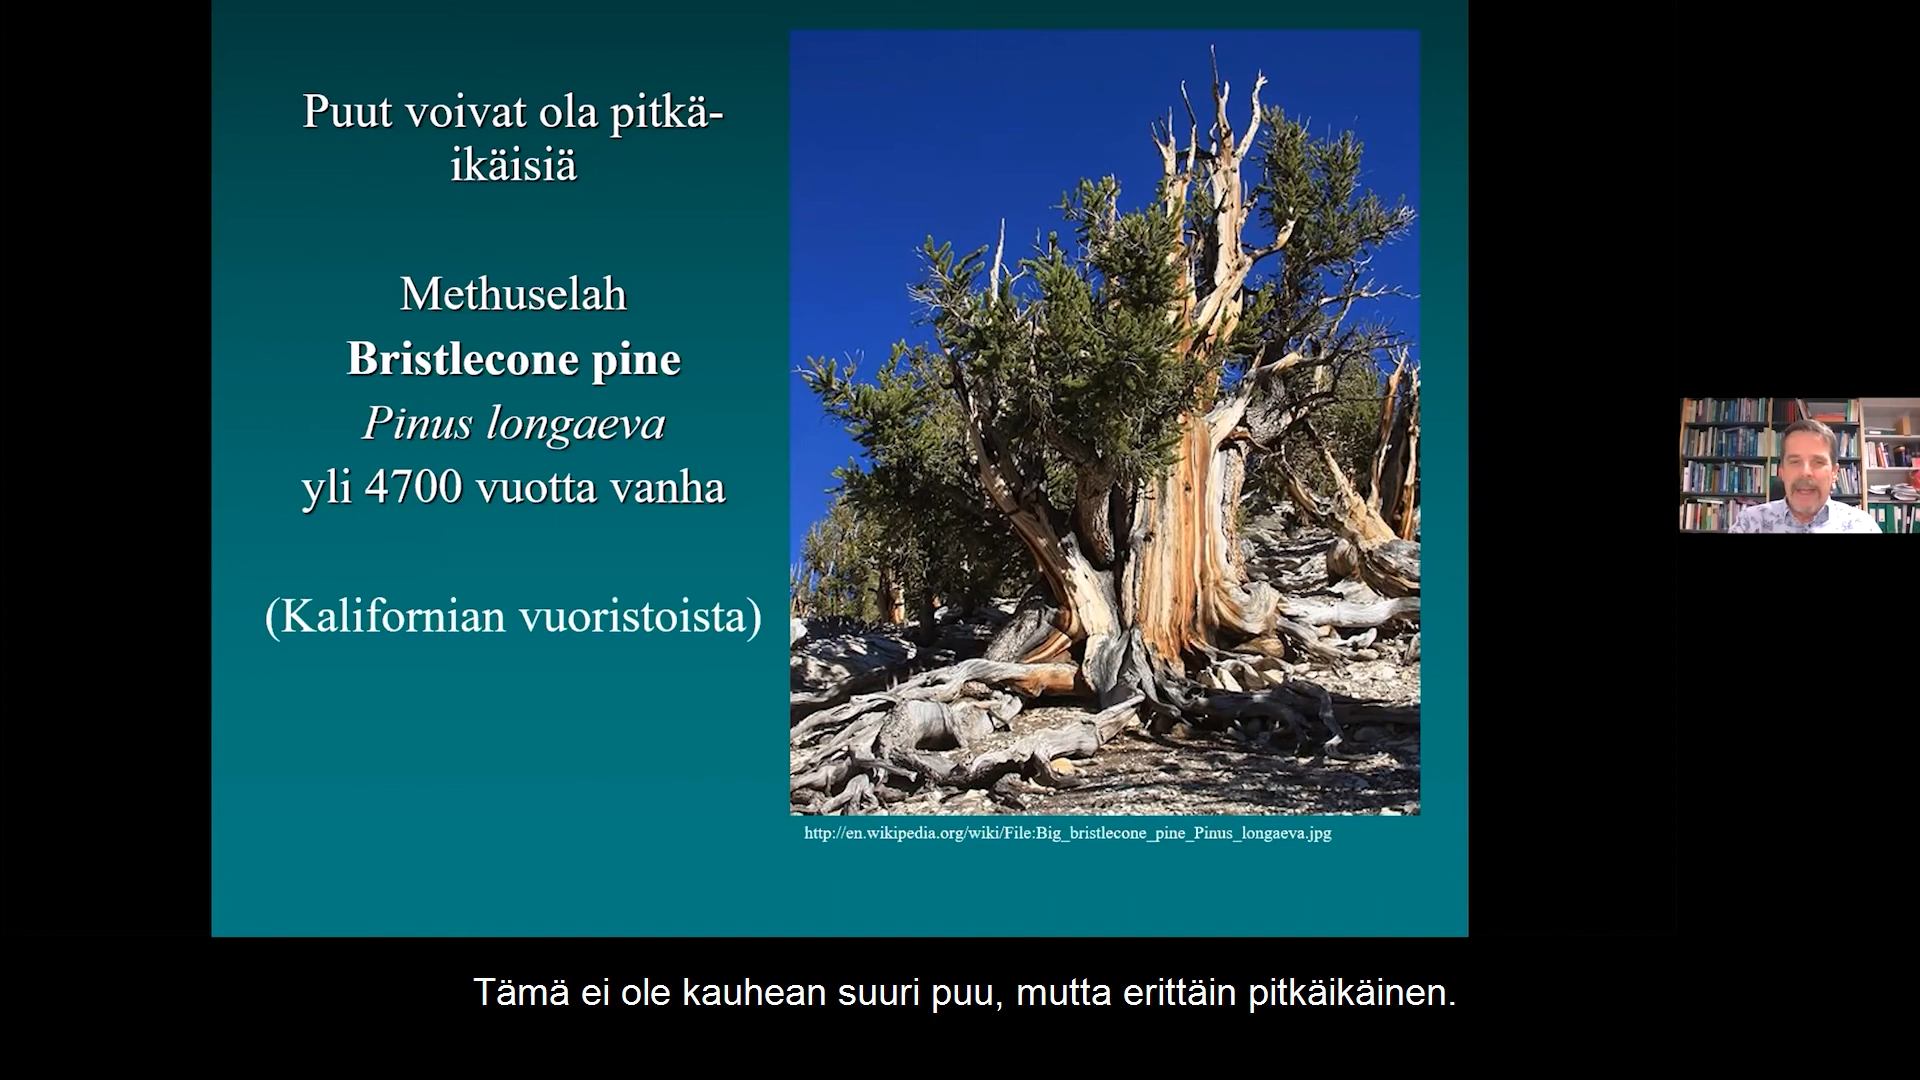 Puut voivat ola pitkä-
ikäisiä
Methuselah
Bristlecone pine
Pinus longaeva
yli 4700 vuotta vanha
(Kalifornian vuoristoista)
http://en.wikipedia.org/wiki/File:Big_bristlecone_pine_Pinus_longaeva.jpg
Tämä ei ole kauhean suuri puu, mutta erittäin pitkäikäinen.